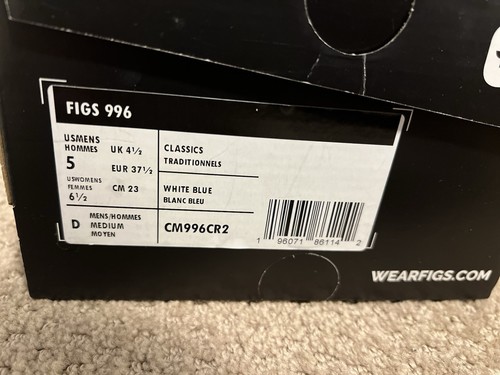 FIGS 996
USMENS
HOMMES
5
UK 4½
EUR 37½
USWOMENS
FEMMES
6½
CM 23
D
MENS/HOMMES
MEDIUM
MOYEN
CLASSICS
TRADITIONNELS
WHITE BLUE
BLANC BLEU
CM996CR2
1 96071 86114 2
WEARFIGS.COM